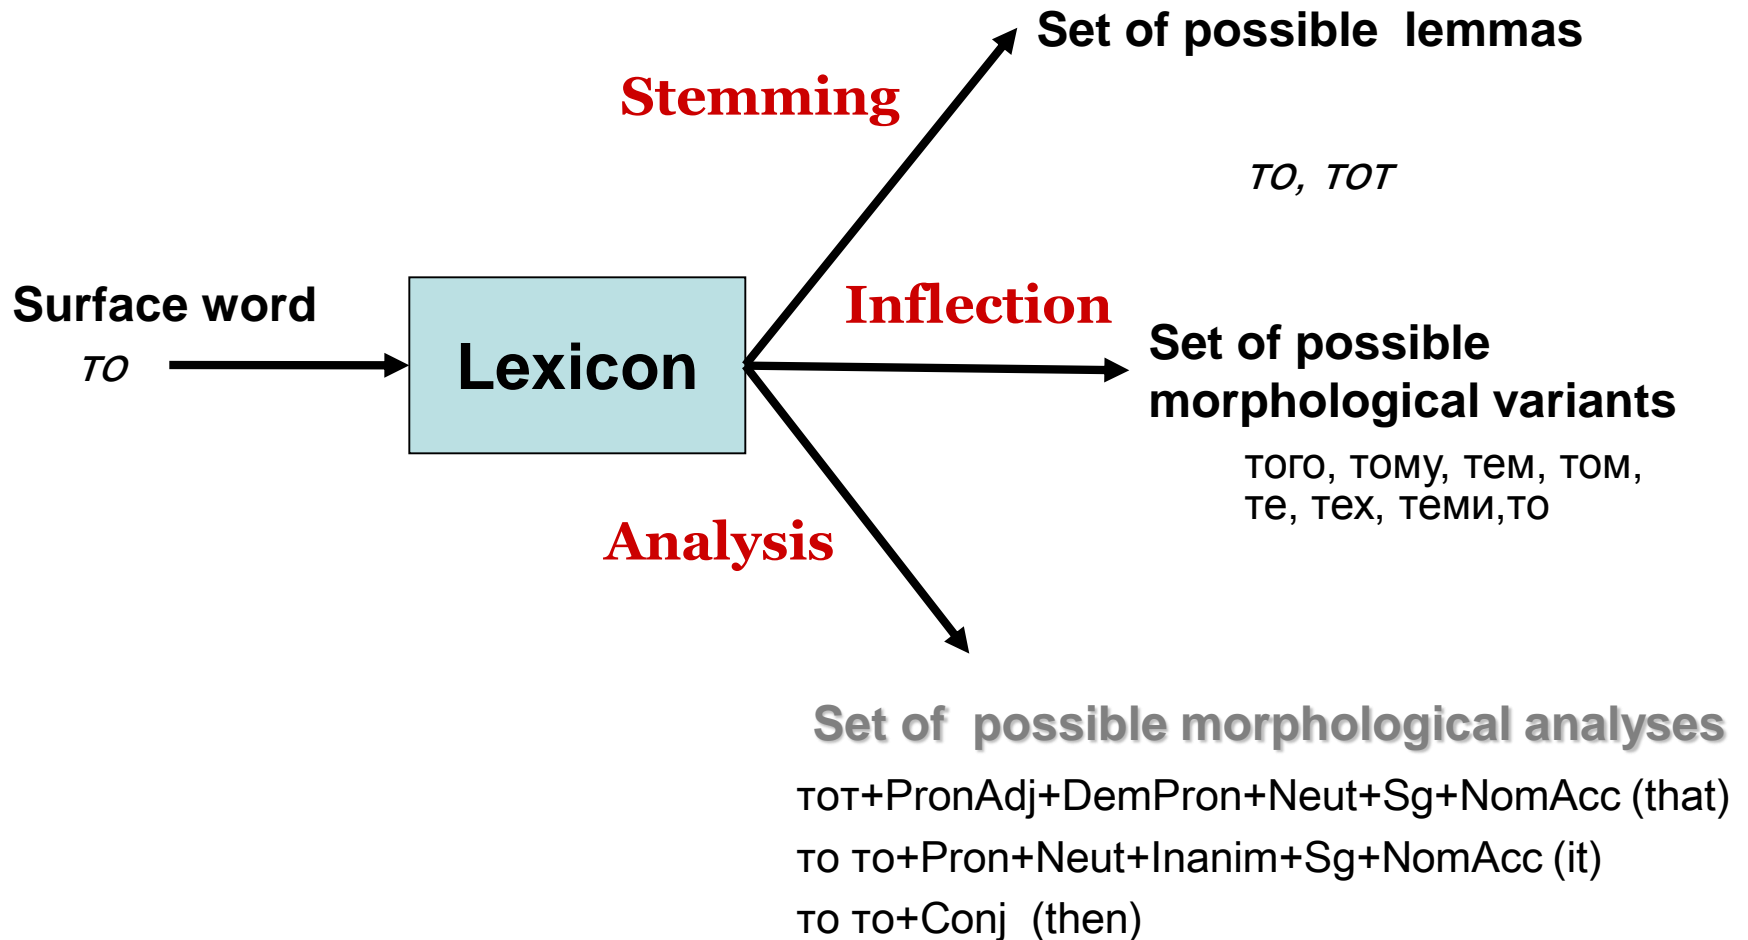 Set of possible lemmas
Stemming
то, тот
Surface word
то
Lexicon
Inflection
Set of possible
morphological variants
того, тому, тем, том,
те, тех, теми,то
Analysis
Set of possible morphological analyses
тот+PronAdj+DemPron+Neut+Sg+NomAcc (that)
то то+Pron+Neut+Inanim+Sg+NomAcc (it)
то то+Conj (then)